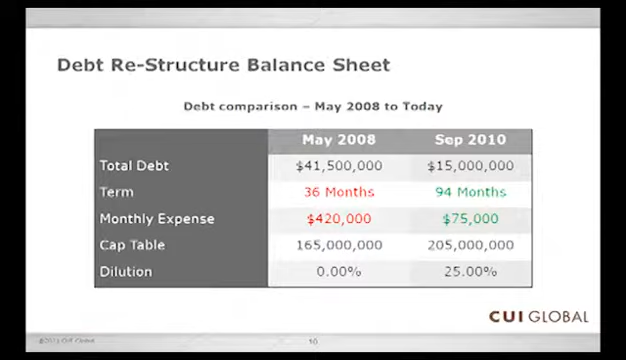 Debt Re-Structure Balance Sheet
Debt comparison – May 2008 to Today
May 2008 Sep 2010
Total Debt $41,500,000 $15,000,000
Term 36 Months 94 Months
Monthly Expense $420,000 $75,000
Cap Table 165,000,000 205,000,000
Dilution 0.00% 25.00%
CUI GLOBAL
10